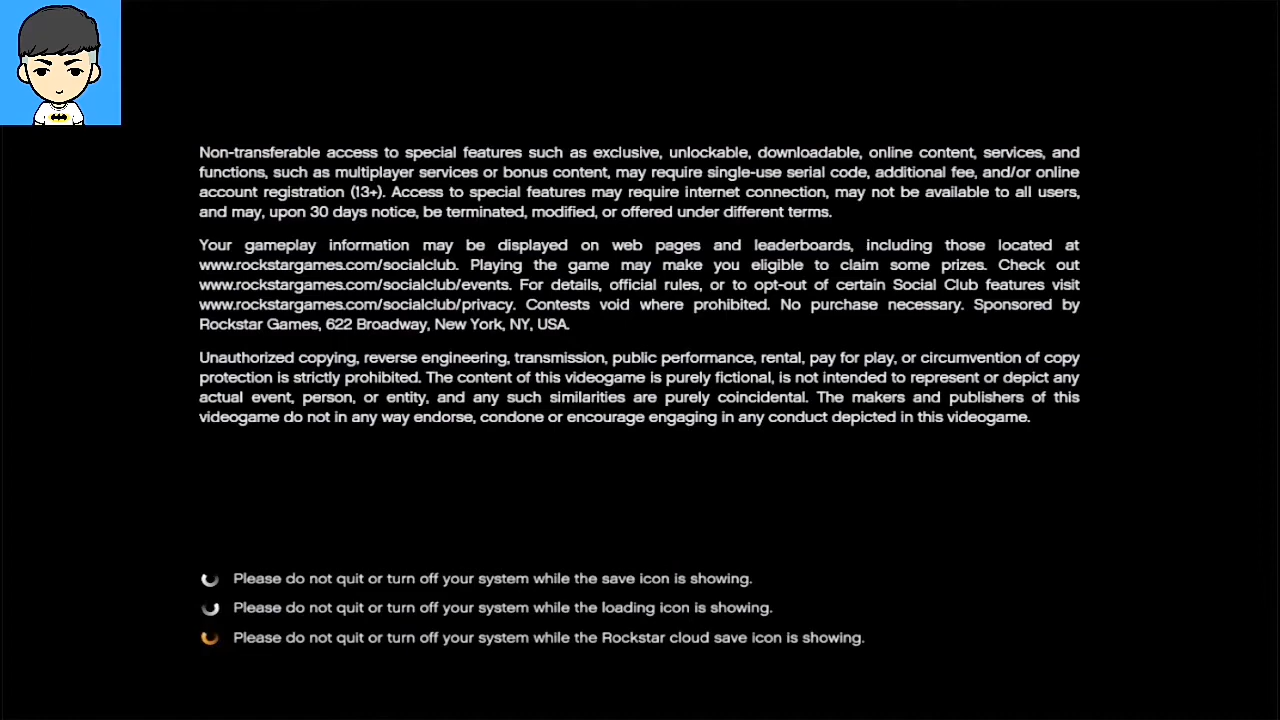 Non-transferable access to special features such as exclusive, unlockable, downloadable, online content, services, and
functions, such as multiplayer services or bonus content, may require single-use serial code, additional fee, and/or online
account registration (13+). Access to special features may require internet connection, may not be available to all users,
and may, upon 30 days notice, be terminated, modified, or offered under different terms.
Your gameplay information may be displayed on web pages and leaderboards, including those located at
www.rockstargames.com/socialclub. Playing the game may make you eligible to claim some prizes. Check out
www.rockstargames.com/socialclub/events. For details, official rules, or to opt-out of certain Social Club features visit
www.rockstargames.com/socialclub/privacy. Contests void where prohibited. No purchase necessary. Sponsored by
Rockstar Games, 622 Broadway, New York, NY, USA.
Unauthorized copying, reverse engineering, transmission, public performance, rental, pay for play, or circumvention of copy
protection is strictly prohibited. The content of this videogame is purely fictional, is not intended to represent or depict any
actual event, person, or entity, and any such similarities are purely coincidental. The makers and publishers of this
videogame do not in any way endorse, condone or encourage engaging in any conduct depicted in this videogame.
Please do not quit or turn off your system while the save icon is showing.
Please do not quit or turn off your system while the loading icon is showing.
Please do not quit or turn off your system while the Rockstar cloud save icon is showing.